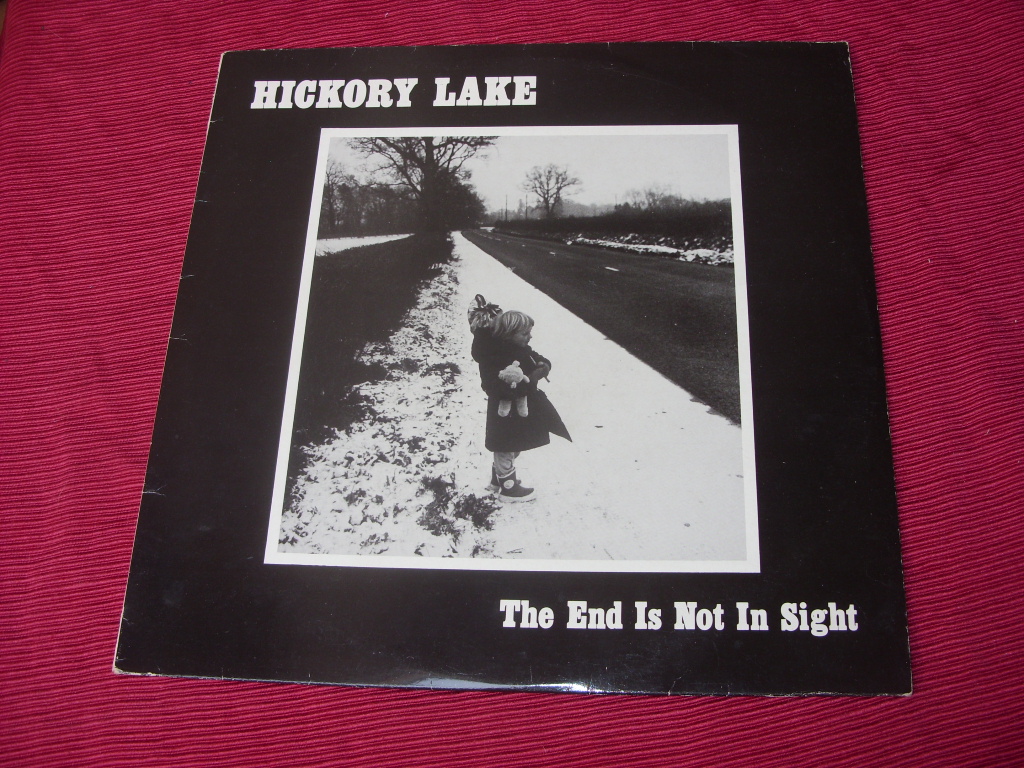 HICKORY LAKE
The End Is Not In Sight